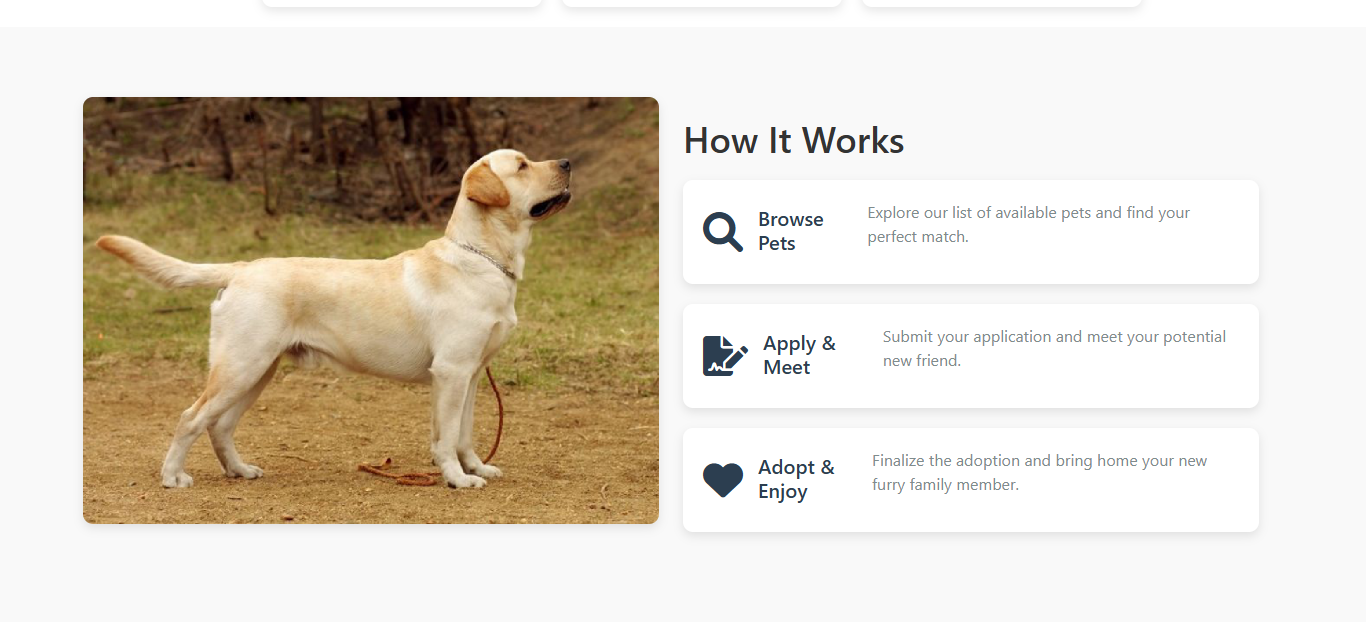 How It Works
Browse
Pets
Explore our list of available pets and find your
perfect match.
Apply &
Meet
Submit your application and meet your potential
new friend.
Adopt &
Enjoy
Finalize the adoption and bring home your new
furry family member.